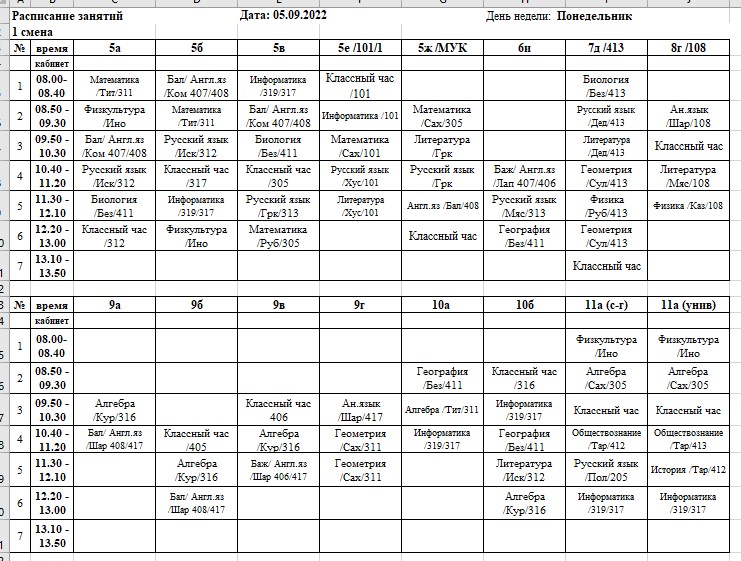 Расписание занятий Дата: 05.09.2022 День недели: Понедельник
1 смена
№ время 5а 5б 5в 5е /101/1 5ж /МУК 6и 7д /413 8г /108
кабинет
1 08.00-08.40 Математика /Тит/311 Бал/ Англ.яз /Ком 407/408 Информатика /319/317 Классный час /101 Биология /Без/413
2 08.50 - 09.30 Физкультура /Ино Математика /Тит/311 Бал/ Англ.яз /Ком 407/408 Информатика /101 Математика /Сах/305 Русский язык /Деп/413 Ан.язык /Шар/108
3 09.50 - 10.30 Бал/ Англ.яз /Ком 407/408 Русский язык /Иск/312 Биология /Без/411 Математика /Сах/101 Литература /Грк Литература /Деп/413 Классный час
4 10.40 - 11.20 Русский язык /Иск/312 Классный час /317 Классный час /305 Русский язык /Хус/101 Русский язык /Грк Баж/ Англ.яз /Лап 407/406 Геометрия /Сул/413 Литература /Мяс/108
5 11.30 - 12.10 Биология /Без/411 Информатика /319/317 Русский язык /Грк/313 Литература /Хус/101 Англ.яз /Бал/408 Русский язык /Мяс/313 Физика /Руб/413 Физика /Каз/108
6 12.20 - 13.00 Классный час /312 Физкультура /Ино Математика /Руб/305 Классный час География /Без/411 Геометрия /Сул/413
7 13.10 - 13.50 Классный час
№ время 9а 9б 9в 9г 10а 10б 11а (с-г) 11а (унив)
кабинет
1 08.00-08.40 Физкультура /Ино Физкультура /Ино
2 08.50 - 09.30 География /Без/411 Классный час /316 Алгебра /Сах/305 Алгебра /Сах/305
3 09.50 - 10.30 Алгебра /Кур/316 Классный час 406 Ан.язык /Шар/417 Алгебра /Тит/311 Информатика /319/317 Классный час Классный час
4 10.40 - 11.20 Бал/ Англ.яз /Шар 408/417 Классный час /405 Алгебра /Кур/316 Геометрия /Сах/311 Информатика /319/317 География /Без/411 Обществознание /Тар/412 Обществознание /Тар/413
5 11.30 - 12.10 Алгебра /Кур/316 Баж/ Англ.яз /Шар 406/417 Геометрия /Сах/311 Литература /Иск/312 Русский язык /Пол/205 История /Тар/412
6 12.20 - 13.00 Бал/ Англ.яз /Шар 408/417 Алгебра /Кур/316 Информатика /319/317 Информатика /319/317
7 13.10 - 13.50